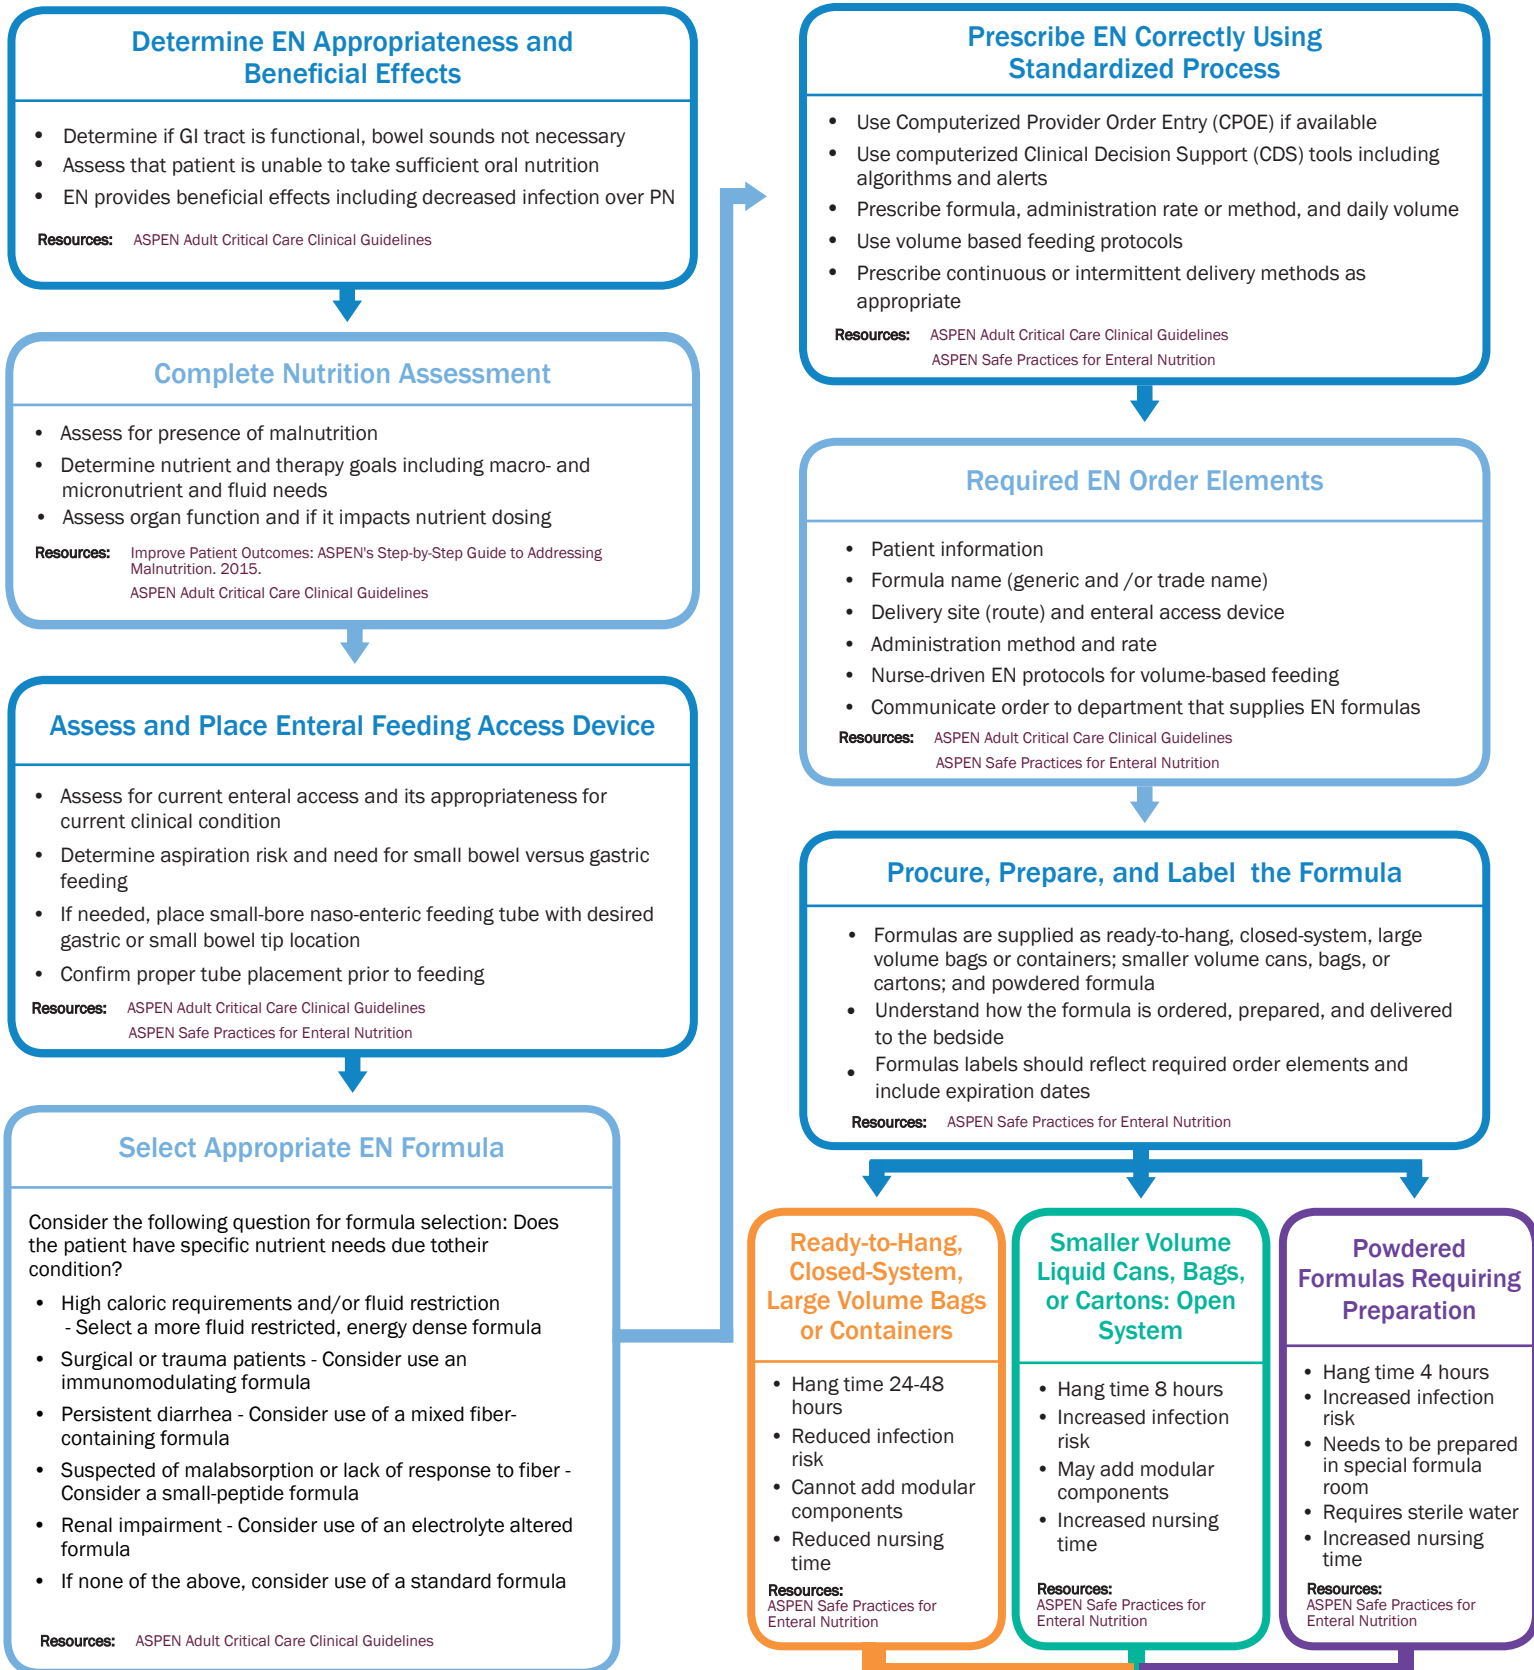 Determine EN Appropriateness and
Beneficial Effects
• Determine if GI tract is functional, bowel sounds not necessary
• Assess that patient is unable to take sufficient oral nutrition
• EN provides beneficial effects including decreased infection over PN
Resources: ASPEN Adult Critical Care Clinical Guidelines
Complete Nutrition Assessment
• Assess for presence of malnutrition
• Determine nutrient and therapy goals including macro- and
micronutrient and fluid needs
• Assess organ function and if it impacts nutrient dosing
Resources: Improve Patient Outcomes: ASPEN's Step-by-Step Guide to Addressing
Malnutrition. 2015.
ASPEN Adult Critical Care Clinical Guidelines
Assess and Place Enteral Feeding Access Device
• Assess for current enteral access and its appropriateness for
current clinical condition
• Determine aspiration risk and need for small bowel versus gastric
feeding
• If needed, place small-bore naso-enteric feeding tube with desired
gastric or small bowel tip location
• Confirm proper tube placement prior to feeding
Resources: ASPEN Adult Critical Care Clinical Guidelines
ASPEN Safe Practices for Enteral Nutrition
Select Appropriate EN Formula
Consider the following question for formula selection: Does
the patient have specific nutrient needs due totheir
condition?
• High caloric requirements and/or fluid restriction
- Select a more fluid restricted, energy dense formula
• Surgical or trauma patients - Consider use an
immunomodulating formula
• Persistent diarrhea - Consider use of a mixed fiber-
containing formula
• Suspected of malabsorption or lack of response to fiber -
Consider a small-peptide formula
• Renal impairment - Consider use of an electrolyte altered
formula
• If none of the above, consider use of a standard formula
Resources: ASPEN Adult Critical Care Clinical Guidelines
Prescribe EN Correctly Using
Standardized Process
• Use Computerized Provider Order Entry (CPOE) if available
• Use computerized Clinical Decision Support (CDS) tools including
algorithms and alerts
• Prescribe formula, administration rate or method, and daily volume
• Use volume based feeding protocols
• Prescribe continuous or intermittent delivery methods as
appropriate
Resources: ASPEN Adult Critical Care Clinical Guidelines
ASPEN Safe Practices for Enteral Nutrition
Required EN Order Elements
• Patient information
• Formula name (generic and /or trade name)
• Delivery site (route) and enteral access device
• Administration method and rate
• Nurse-driven EN protocols for volume-based feeding
• Communicate order to department that supplies EN formulas
Resources: ASPEN Adult Critical Care Clinical Guidelines
ASPEN Safe Practices for Enteral Nutrition
Procure, Prepare, and Label the Formula
• Formulas are supplied as ready-to-hang, closed-system, large
volume bags or containers; smaller volume cans, bags, or
cartons; and powdered formula
• Understand how the formula is ordered, prepared, and delivered
to the bedside
• Formulas labels should reflect required order elements and
include expiration dates
Resources: ASPEN Safe Practices for Enteral Nutrition
Ready-to-Hang,
Closed-System,
Large Volume Bags
or Containers
• Hang time 24-48
hours
• Reduced infection
risk
• Cannot add modular
components
• Reduced nursing
time
Resources:
ASPEN Safe Practices for
Enteral Nutrition
Smaller Volume
Liquid Cans, Bags,
or Cartons: Open
System
• Hang time 8 hours
• Increased infection
risk
• May add modular
components
• Increased nursing
time
Resources:
ASPEN Safe Practices for
Enteral Nutrition
Powdered
Formulas Requiring
Preparation
• Hang time 4 hours
• Increased infection
risk
• Needs to be prepared
in special formula
room
• Requires sterile water
• Increased nursing
time
Resources:
ASPEN Safe Practices for
Enteral Nutrition